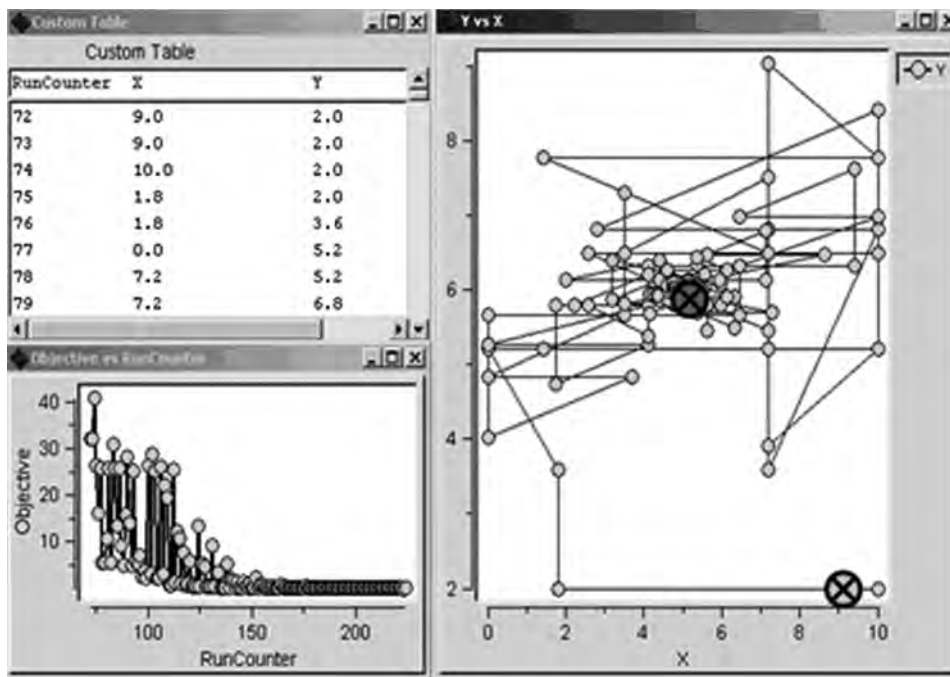 Custom Table
Custom Table
RunCounter X Y
72 9.0 2.0
73 9.0 2.0
74 10.0 2.0
75 1.8 2.0
76 1.8 3.6
77 0.0 5.2
78 7.2 5.2
79 7.2 6.8
Objective vs RunCounter
40
30
20
10
Objective
100 150 200
RunCounter
Y vs X
Y
8
6
4
2
0 2 4 6 8 10
X